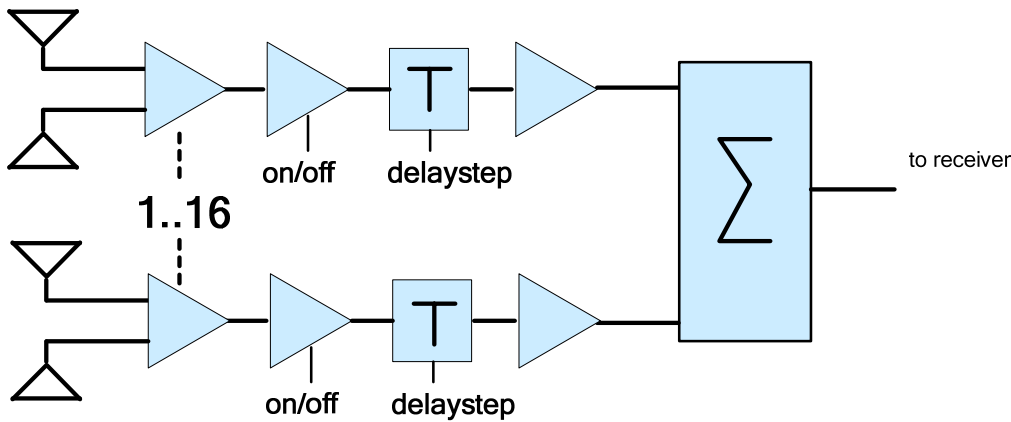 T
on/off
delaystep
to receiver
1..16
∑
T
on/off
delaystep